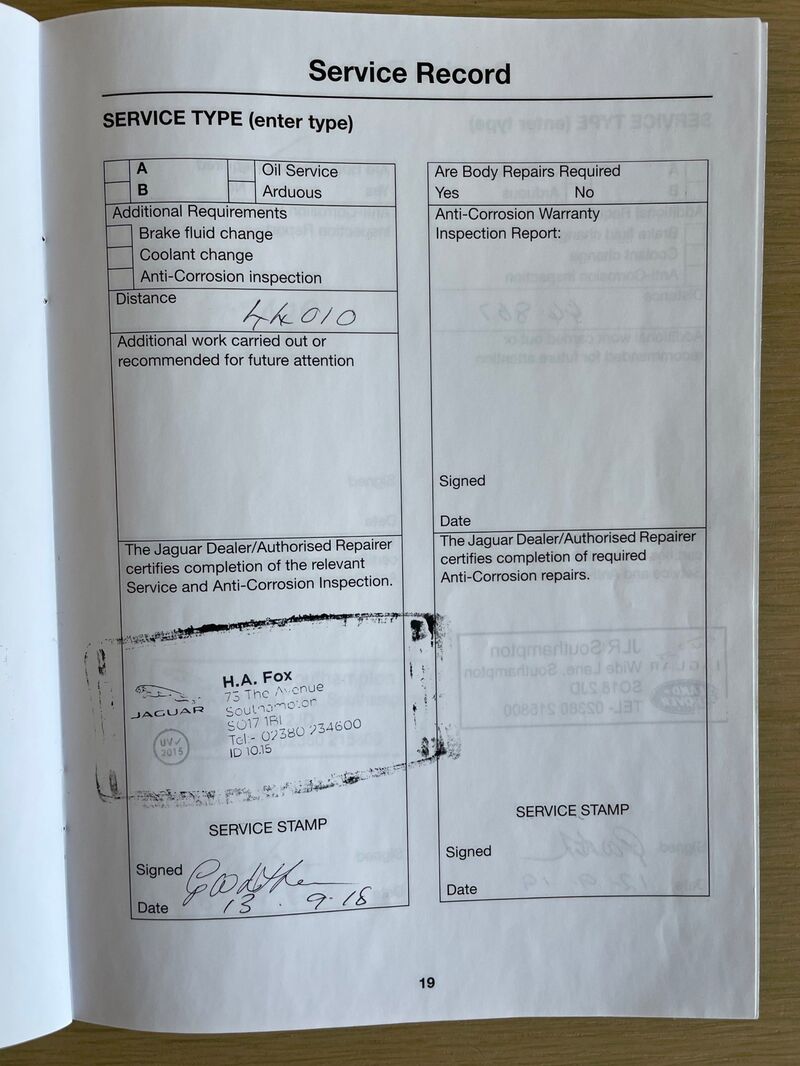 Service Record
SERVICE TYPE (enter type)
A
Oil Service
B
Arduous
Additional Requirements
Brake fluid change
Coolant change
Anti-Corrosion inspection
Distance
44010
Additional work carried out or
recommended for future attention
The Jaguar Dealer/Authorised Repairer
certifies completion of the relevant
Service and Anti-Corrosion Inspection.
H.A. Fox
75 The Avenue
Southampton
SO17 1
Tel:- 02380 234600
ID 10.15
JAGUAR
UV✓
2015
SERVICE STAMP
Signed
Date 13.9.18
Are Body Repairs Required
Yes No
Anti-Corrosion Warranty
Inspection Report:
Signed
Date
The Jaguar Dealer/Authorised Repairer
certifies completion of required
Anti-Corrosion repairs.
SERVICE STAMP
Signed
Date
19